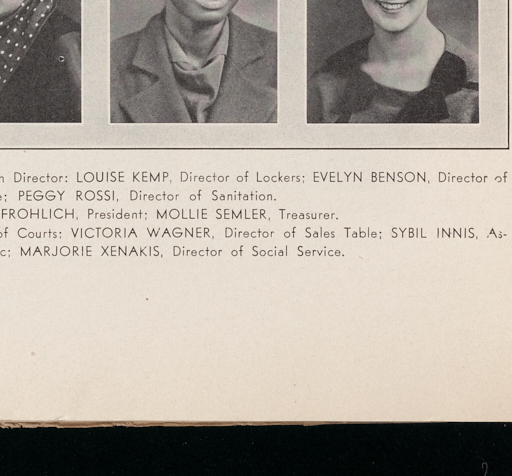 n Director: LOUISE KEMP, Director of Lockers; EVELYN BENSON, Director of
e; PEGGY ROSSI, Director of Sanitation.
FROHLICH, President; MOLLIE SEMLER, Treasurer.
of Courts: VICTORIA WAGNER, Director of Sales Table; SYBIL INNIS, As-
c; MARJORIE XENAKIS, Director of Social Service.